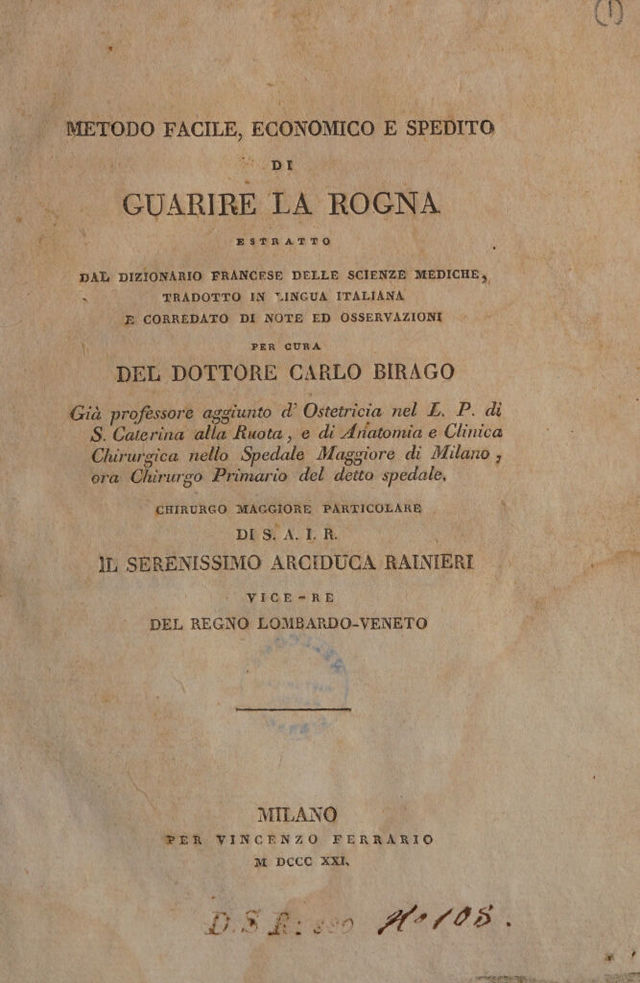 (1)
METODO FACILE, ECONOMICO E SPEDITO
DI
GUARIRE LA ROGNA
ESTRATTO
DAL DIZIONARIO FRANCESE DELLE SCIENZE MEDICHE,
TRADOTTO IN LINGUA ITALIANA
E CORREDATO DI NOTE ED OSSERVAZIONI
PER CURA
DEL DOTTORE CARLO BIRAGO
Già professore aggiunto d' Ostetricia nel L. P. di
S. Caterina alla Ruota, e di Anatomia e Clinica
Chirurgica nello Spedale Maggiore di Milano,
ora Chirurgo Primario del detto spedale,
CHIRURGO MAGGIORE PARTICOLARE
DI S. A. I. R.
IL SERENISSIMO ARCIDUCA RAINIERI
VICE-RE
DEL REGNO LOMBARDO-VENETO
MILANO
PER VINCENZO FERRARIO
M DCCC XXI.
D. S. No 108.